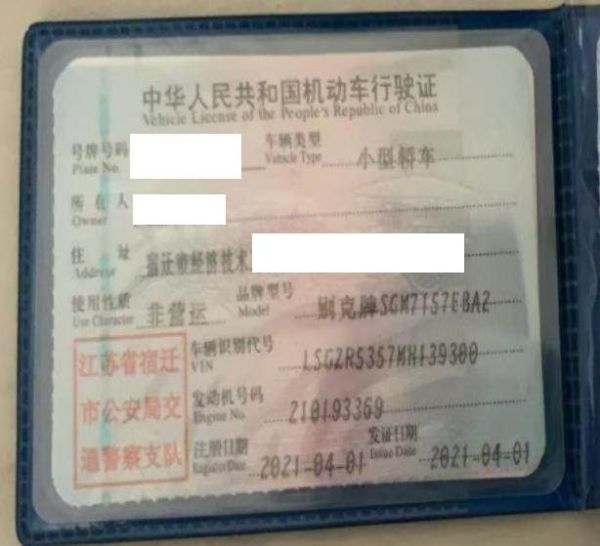 中华人民共和国机动车行驶证
Vehicle License of the People's Republic of China
号牌号码 车辆类型 小型轿车
Plate No. Vehicle Type
所有人
Owner
住址 宿迁市经济技术
Address
使用性质 非营运 品牌型号 别克牌SGM7157EBA2
Use Character Model
江苏省宿迁
市公安局交
通警察支队
车辆识别代号 LSGZR5357MH139300
VIN
发动机号码 210193369
Engine No.
注册日期 2021-04-01 发证日期 2021-04-01
Register Date Issue Date